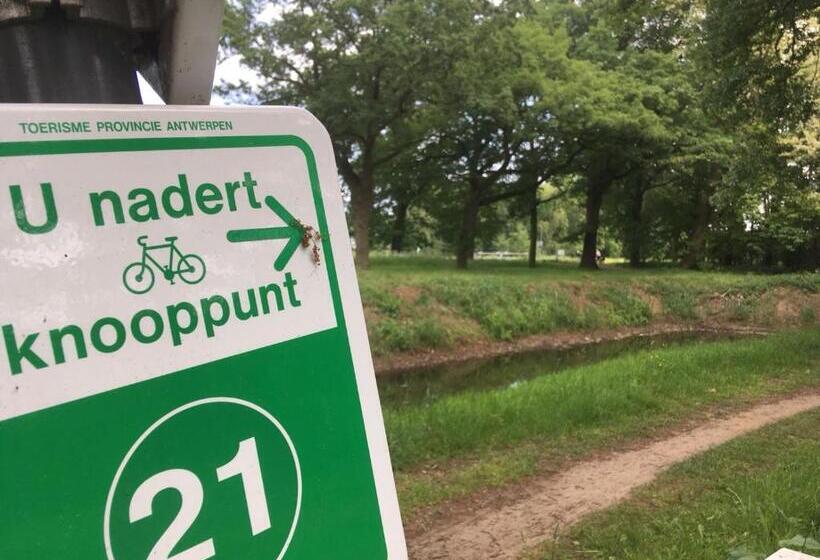 TOERISME PROVINCIE ANTWERPEN
U nadert
knooppunt
21